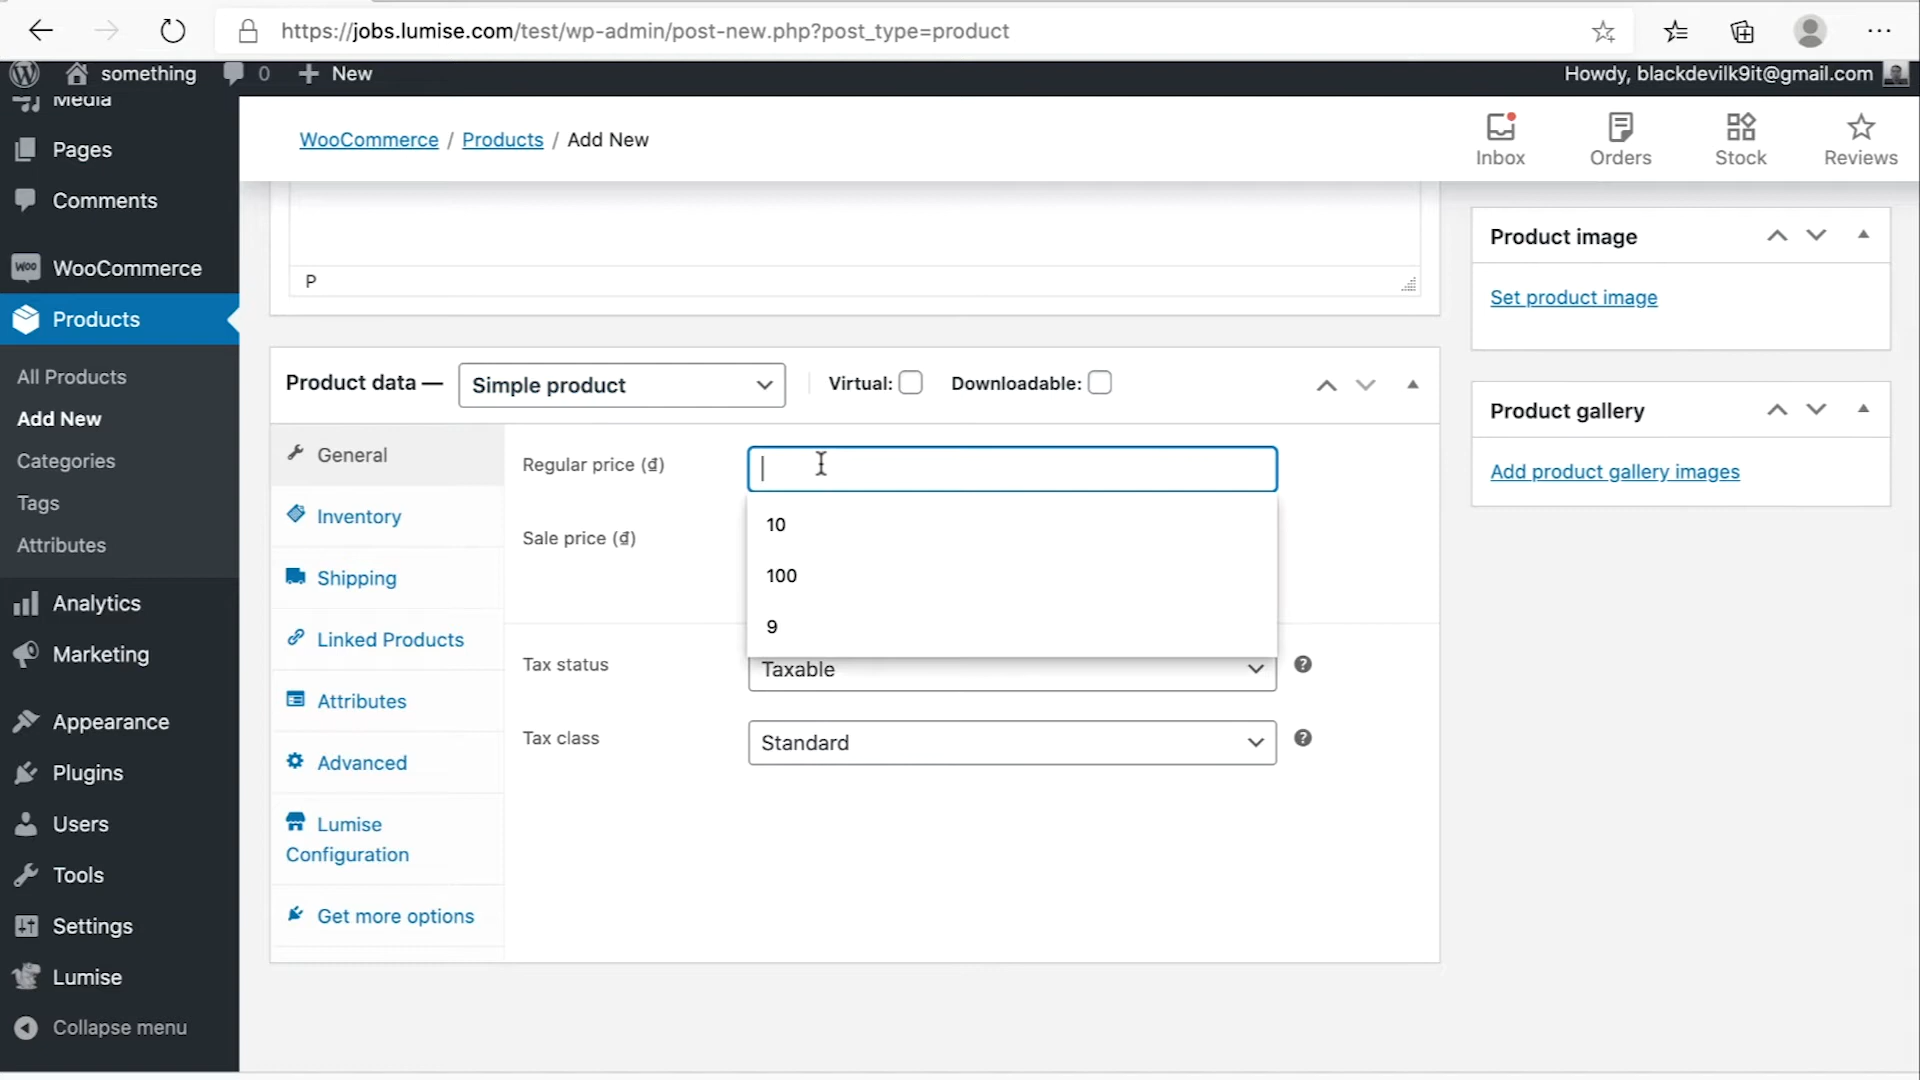 https://jobs.lumise.com/test/wp-admin/post-new.php?post_type=product
something 0 New
Howdy, blackdevilk9it@gmail.com
Media
Pages
Comments
WooCommerce
Products
All Products
Add New
Categories
Tags
Attributes
Analytics
Marketing
Appearance
Plugins
Users
Tools
Settings
Lumise
Collapse menu
WooCommerce / Products / Add New
Inbox
Orders
Stock
Reviews
P
Product data — Simple product Virtual: Downloadable:
General
Inventory
Shipping
Linked Products
Attributes
Advanced
Lumise
Configuration
Get more options
Regular price (₫)
10
100
9
Sale price (₫)
Tax status Taxable
Tax class Standard
Product image
Set product image
Product gallery
Add product gallery images